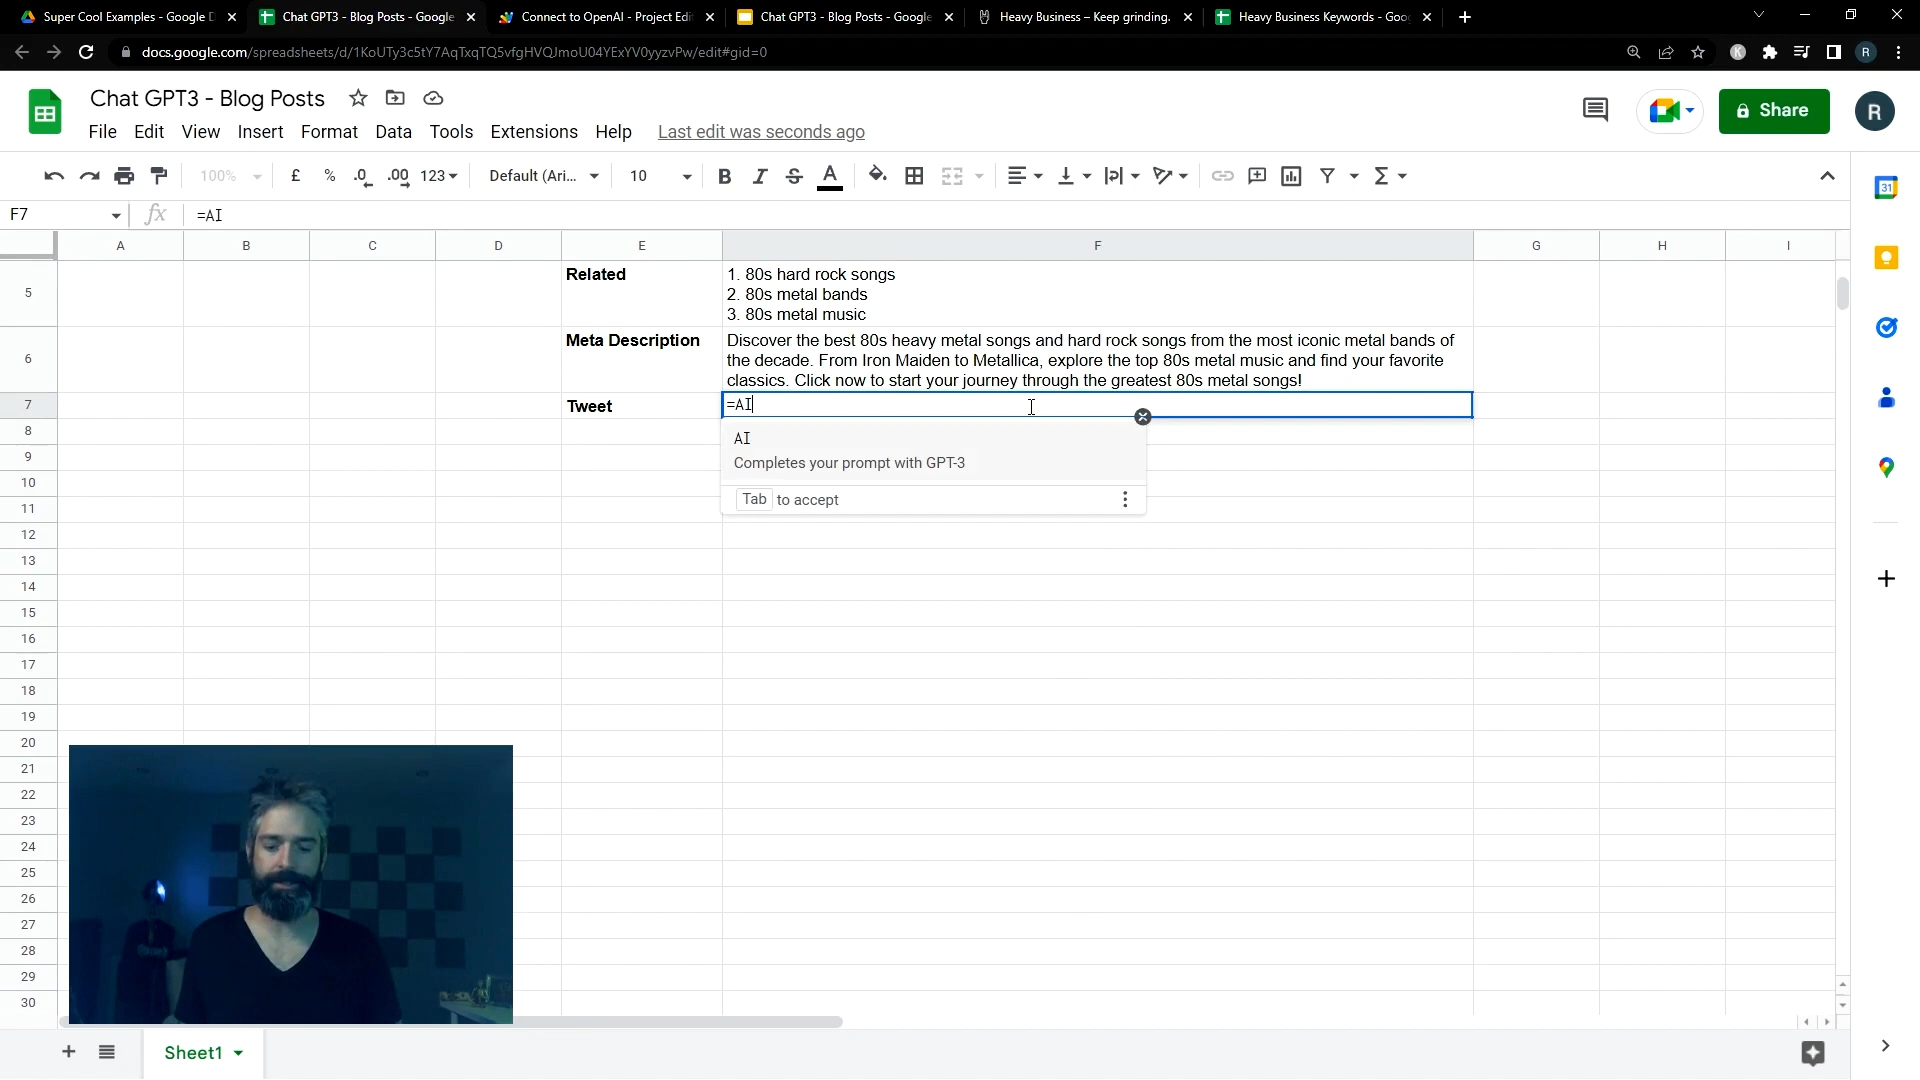 Super Cool Examples - Google D
Chat GPT3 - Blog Posts - Google
Connect to OpenAI - Project Edit
Chat GPT3 - Blog Posts - Google
Heavy Business – Keep grinding.
Heavy Business Keywords - Goog
docs.google.com/spreadsheets/d/1KoUTy3c5tY7AqTxqTQ5vfgHVQJmoU04YExYV0yyzvPw/edit#gid=0
K
R
Chat GPT3 - Blog Posts
Share
R
File Edit View Insert Format Data Tools Extensions Help Last edit was seconds ago
100% £ % .0 .00 123 Default (Ari... 10 B I S A Σ
31
F7 fx =AI
A B C D E F G H I
5 Related 1. 80s hard rock songs
2. 80s metal bands
3. 80s metal music
6 Meta Description Discover the best 80s heavy metal songs and hard rock songs from the most iconic metal bands of
the decade. From Iron Maiden to Metallica, explore the top 80s metal music and find your favorite
classics. Click now to start your journey through the greatest 80s metal songs!
7 Tweet =AI
8
AI
9
Completes your prompt with GPT-3
10
Tab to accept
11
12
13
14
15
16
17
18
19
20
21
22
23
24
25
26
27
28
29
30
Sheet1